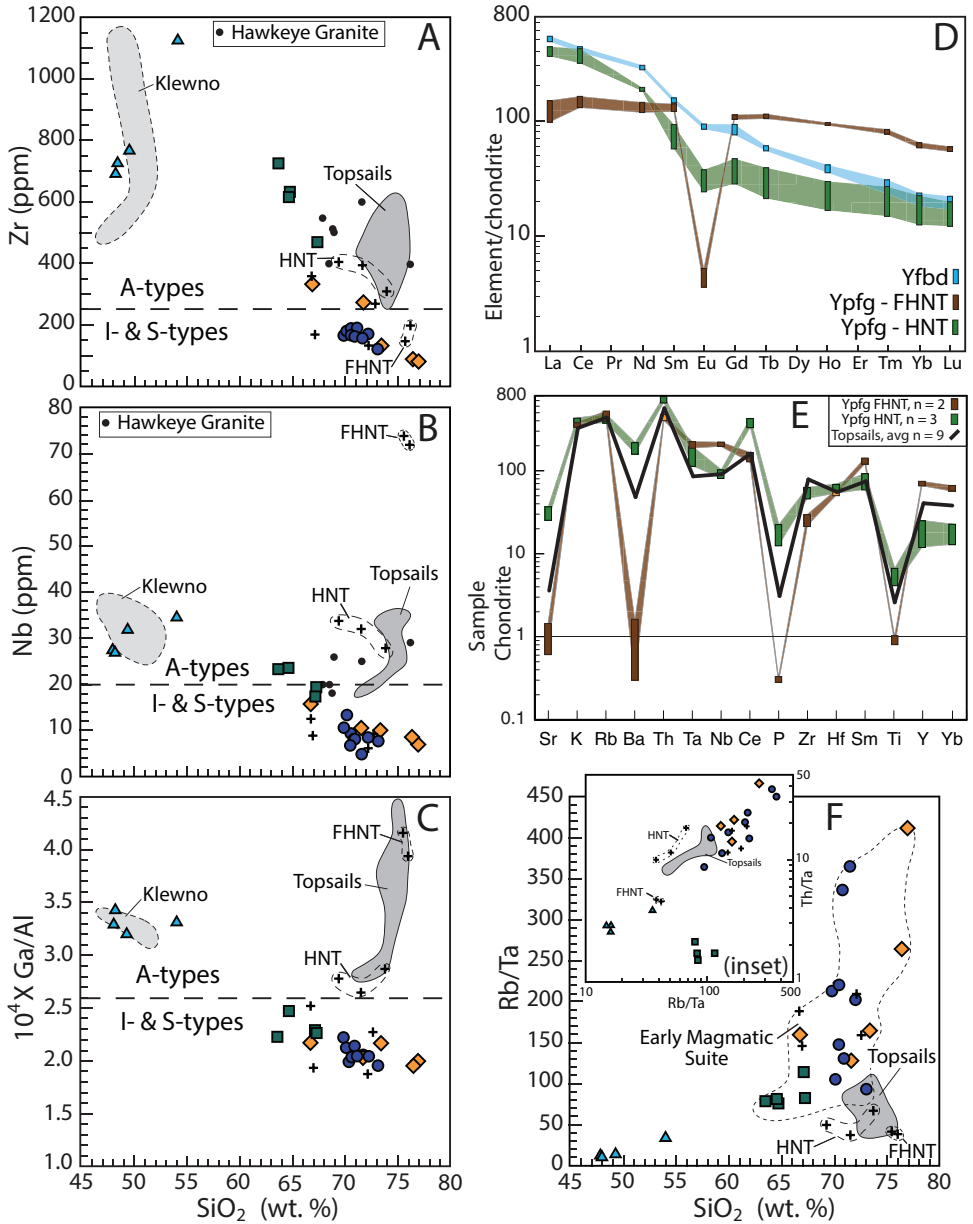 A
Hawkeye Granite
Klewno
Topsails
HNT
A-types
I- & S-types
FHNT
Zr (ppm)
1200
1000
800
600
400
200
0
B
Hawkeye Granite
FHNT
Klewno
HNT
Topsails
A-types
I- & S-types
Nb (ppm)
80
70
60
50
40
30
20
10
0
C
FHNT
Topsails
Klewno
HNT
A-types
I- & S-types
10⁴X Ga/Al
4.5
4.0
3.5
3.0
2.5
2.0
1.5
1.0
45 50 55 60 65 70 75 80
SiO₂ (wt. %)
D
Element/chondrite
800
100
10
1
Yfbd
Ypfg - FHNT
Ypfg - HNT
La Ce Pr Nd Sm Eu Gd Tb Dy Ho Er Tm Yb Lu
E
Ypfg FHNT, n = 2
Ypfg HNT, n = 3
Topsails, avg n = 9
Sample
Chondrite
800
100
10
1
0.1
Sr K Rb Ba Th Ta Nb Ce P Zr Hf Sm Ti Y Yb
F
Rb/Ta
450
400
350
300
250
200
150
100
50
0
HNT
Topsails
FHNT
(inset)
10 100 500
Rb/Ta
Th/Ta
30
10
1
Early Magmatic
Suite
Topsails
HNT
FHNT
45 50 55 60 65 70 75 80
SiO₂ (wt. %)